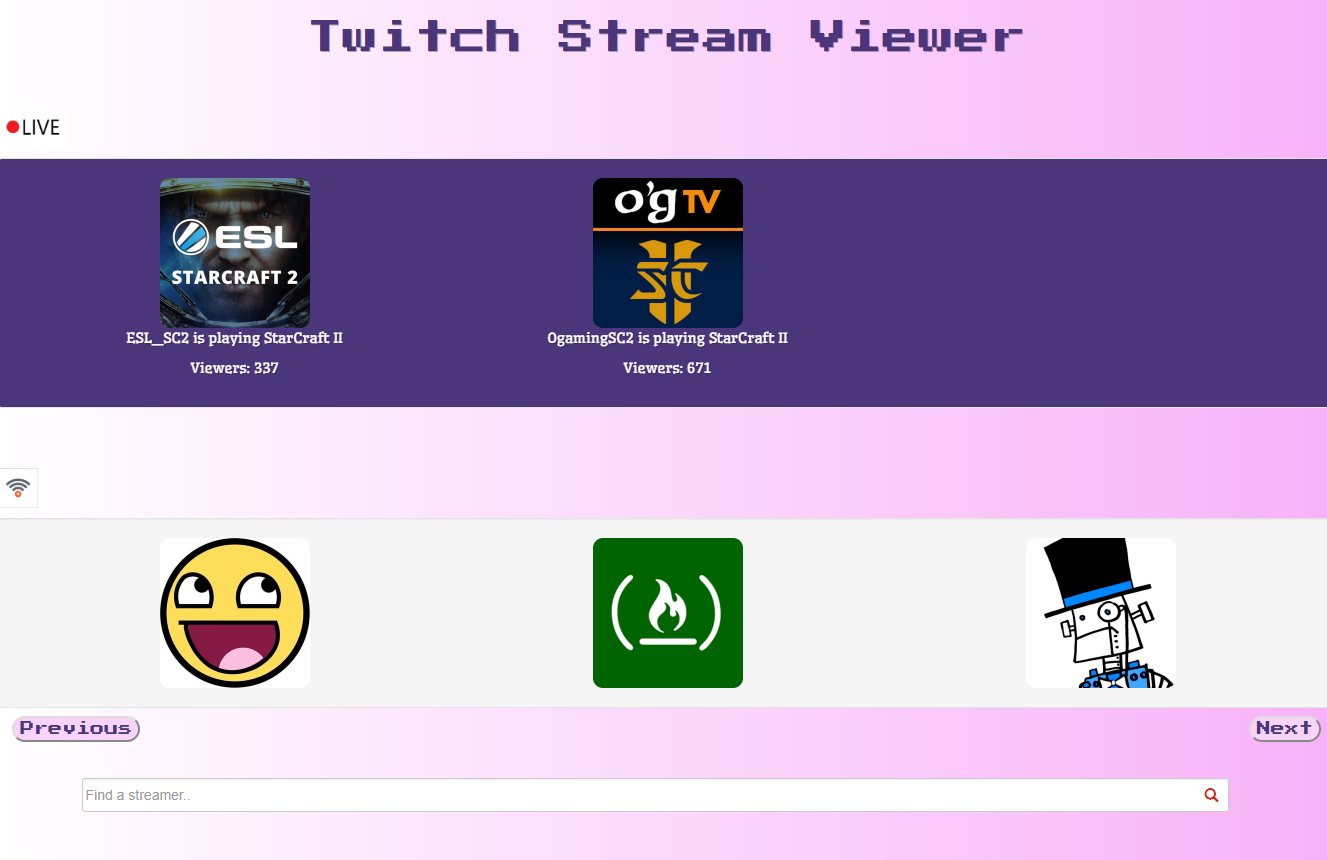 Twitch Stream Viewer
LIVE
ESL
STARCRAFT 2
o'g TV
SC
ESL_SC2 is playing StarCraft II
OgamingSC2 is playing StarCraft II
Viewers: 337
Viewers: 671
Previous
Next
Find a streamer..